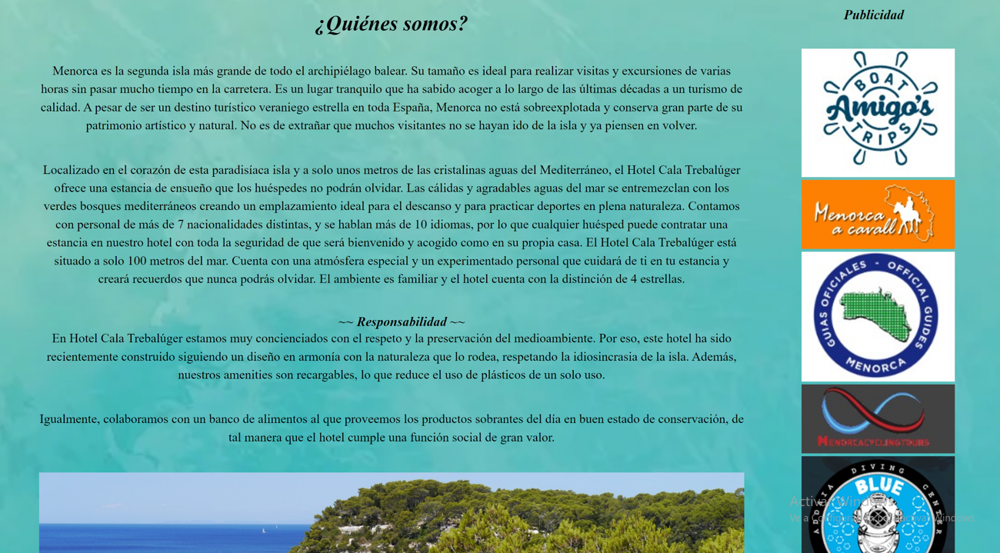 ¿Quiénes somos?
Menorca es la segunda isla más grande de todo el archipiélago balear. Su tamaño es ideal para realizar visitas y excursiones de varias
horas sin pasar mucho tiempo en la carretera. Es un lugar tranquilo que ha sabido acoger a lo largo de las últimas décadas a un turismo de
calidad. A pesar de ser un destino turístico veraniego estrella en toda España, Menorca no está sobreexplotada y conserva gran parte de su
patrimonio artístico y natural. No es de extrañar que muchos visitantes no se hayan ido de la isla y ya piensen en volver.
Localizado en el corazón de esta paradisíaca isla y a solo unos metros de las cristalinas aguas del Mediterráneo, el Hotel Cala Trebalúger
ofrece una estancia de ensueño que los huéspedes no podrán olvidar. Las cálidas y agradables aguas del mar se entremezclan con los
verdes bosques mediterráneos creando un emplazamiento ideal para el descanso y para practicar deportes en plena naturaleza. Contamos
con personal de más de 7 nacionalidades distintas, y se hablan más de 10 idiomas, por lo que cualquier huésped puede contratar una
estancia en nuestro hotel con toda la seguridad de que será bienvenido y acogido como en su propia casa. El Hotel Cala Trebalúger está
situado a solo 100 metros del mar. Cuenta con una atmósfera especial y un experimentado personal que cuidará de ti en tu estancia y
creará recuerdos que nunca podrás olvidar. El ambiente es familiar y el hotel cuenta con la distinción de 4 estrellas.
~~ Responsabilidad ~~
En Hotel Cala Trebalúger estamos muy concienciados con el respeto y la preservación del medioambiente. Por eso, este hotel ha sido
recientemente construido siguiendo un diseño en armonía con la naturaleza que lo rodea, respetando la idiosincrasia de la isla. Además,
nuestros amenities son recargables, lo que reduce el uso de plásticos de un solo uso.
Igualmente, colaboramos con un banco de alimentos al que proveemos los productos sobrantes del día en buen estado de conservación, de
tal manera que el hotel cumple una función social de gran valor.
Publicidad
BOAT
Amigo's
TRIPS
Menorca
a cavall
GUIAS OFICIALES - OFFICIAL GUIDES
MENORCA
MENORCACYCLINGTOURS
ADDAIA DIVING CENTER
BLUE
Activar Windows
Ve a Configuración para activar Windows